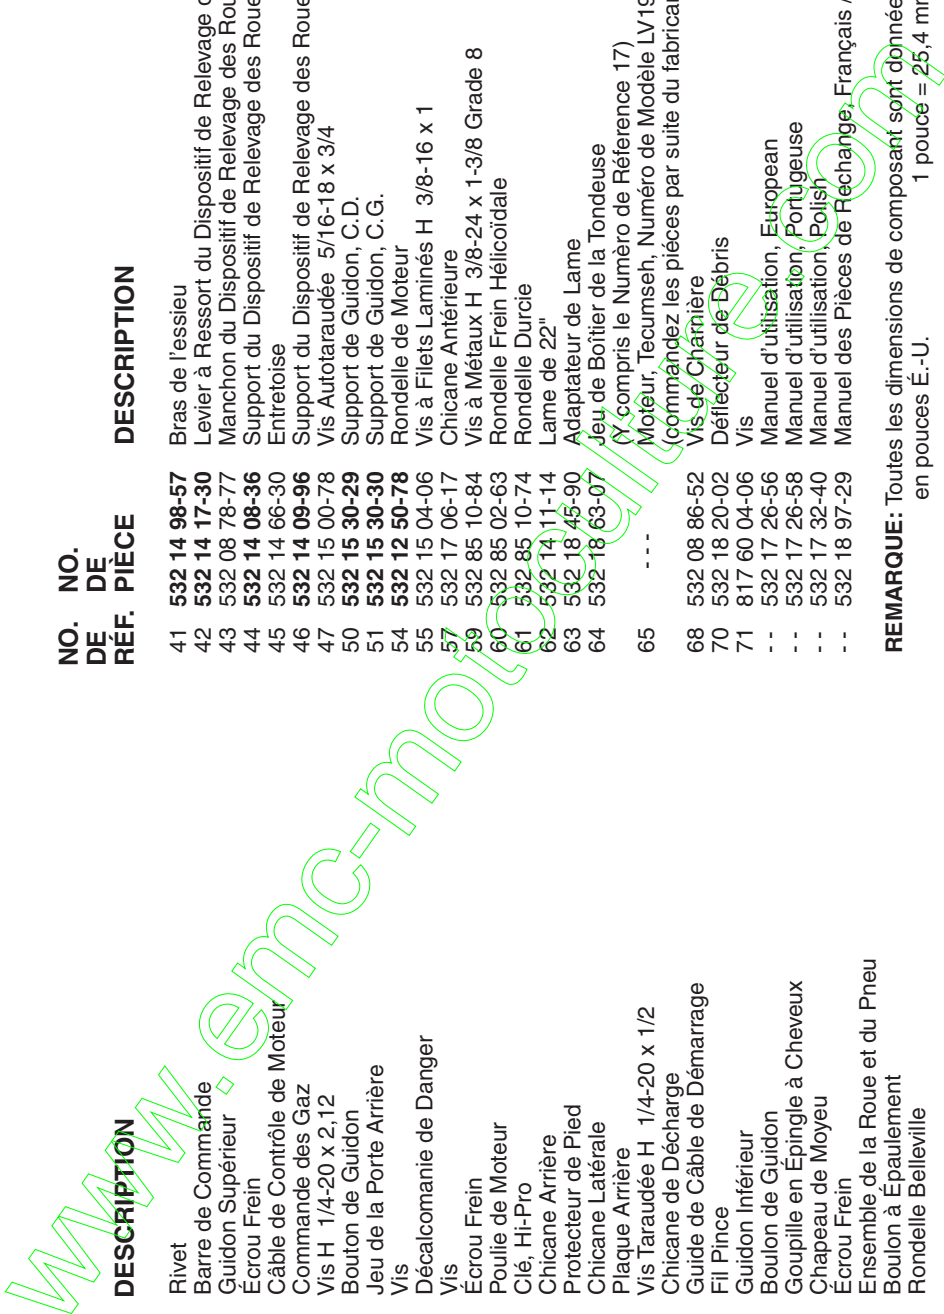 DESCRIPTION
Rivet
Barre de Commande
Guidon Supérieur
Écrou Frein
Câble de Contrôle de Moteur
Commande des Gaz
Vis H 1/4-20 x 2,12
Bouton de Guidon
Jeu de la Porte Arrière
Vis
Décalcomanie de Danger
Vis
Écrou Frein
Poulie de Moteur
Clé, Hi-Pro
Chicane Arrière
Protecteur de Pied
Chicane Latérale
Plaque Arrière
Vis Taraudée H 1/4-20 x 1/2
Chicane de Décharge
Guide de Câble de Démarrage
Fil Pince
Guidon Inférieur
Boulon de Guidon
Goupille en Épingle à Cheveux
Chapeau de Moyeu
Écrou Frein
Ensemble de la Roue et du Pneu
Boulon à Épaulement
Rondelle Belleville
NO. NO.
DE DE
RÉF. PIÈCE DESCRIPTION
41 532 14 98-57 Bras de l'essieu
42 532 14 17-30 Levier à Ressort du Dispositif de Relevage
43 532 08 78-77 Manchon du Dispositif de Relevage des
44 532 14 08-36 Support du Dispositif de Relevage des Roue
45 532 14 66-30 Entretoise
46 532 14 09-96 Support du Dispositif de Relevage des Roue
47 532 15 00-78 Vis Autotaraudée 5/16-18 x 3/4
50 532 15 30-29 Support de Guidon, C.D.
51 532 15 30-30 Support de Guidon, C.G.
54 532 12 50-78 Rondelle de Moteur
55 532 15 04-06 Vis à Filets Laminés H 3/8-16 x 1
57 532 17 06-17 Chicane Antérieure
59 532 85 10-84 Vis à Métaux H 3/8-24 x 1-3/8 Grade 8
60 532 85 02-63 Rondelle Frein Hélicoïdale
61 532 85 10-74 Rondelle Durcie
62 532 14 11-14 Lame de 22"
63 532 18 45-90 Adaptateur de Lame
64 532 18 63-07 Jeu de Boîtier de la Tondeuse
(Y compris le Numèro de Réference 17)
65 - - - Moteur, Tecumseh, Numéro de Modèle LV19
(commandez les piéces par suite du fabrican
68 532 08 86-52 Vis de Charnière
70 532 18 20-02 Déflecteur de Débris
71 817 60 04-06 Vis
- - 532 17 26-56 Manuel d'utilisation, European
- - 532 17 26-58 Manuel d'utilisation, Portugeuse
- - 532 17 32-40 Manuel d'utilisation, Polish
- - 532 18 97-29 Manuel des Pièces de Rechange, Français
REMARQUE: Toutes les dimensions de composant sont donnée
en pouces É.-U. 1 pouce = 25,4 mm
www.emc-motoculture.com